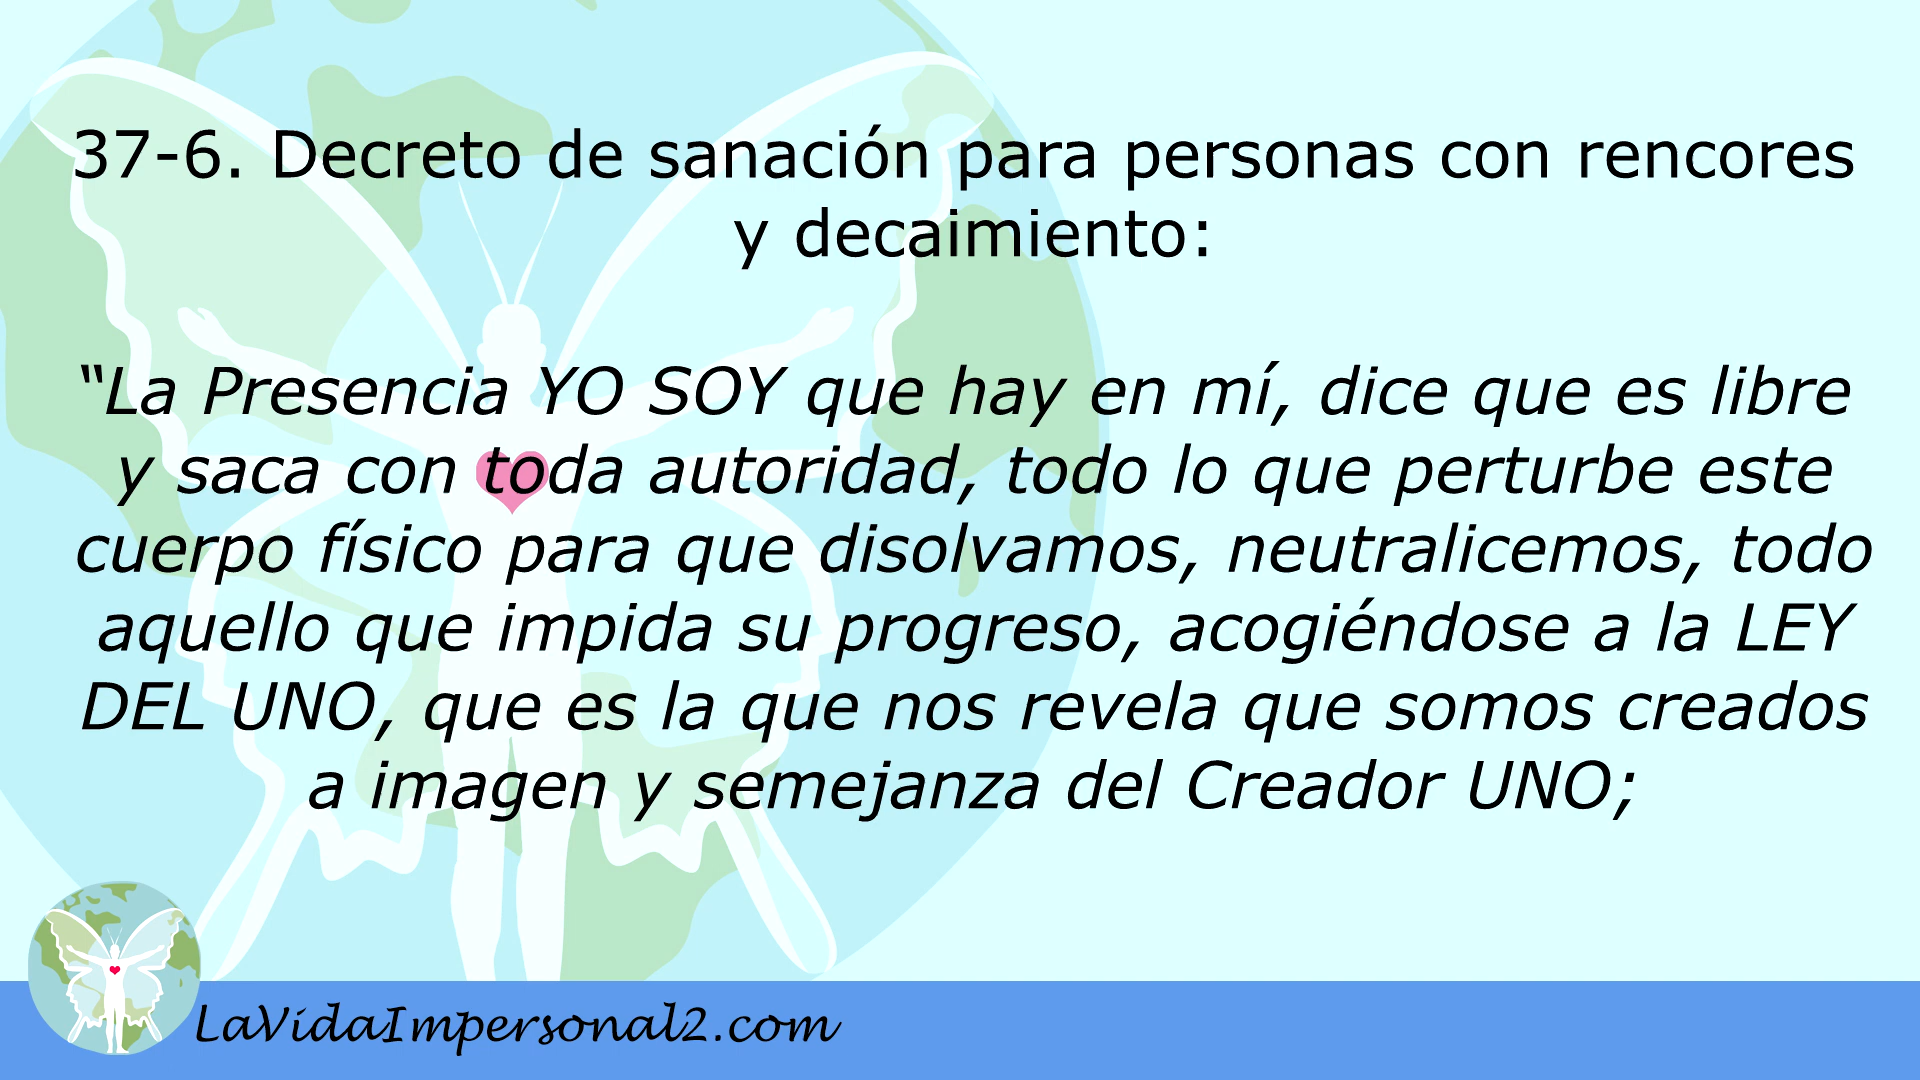 37-6. Decreto de sanación para personas con rencores
y decaimiento:
“La Presencia YO SOY que hay en mí, dice que es libre
y saca con toda autoridad, todo lo que perturbe este
cuerpo físico para que disolvamos, neutralicemos, todo
aquello que impida su progreso, acogiéndose a la LEY
DEL UNO, que es la que nos revela que somos creados
a imagen y semejanza del Creador UNO;
LaVidaImpersonal2.com